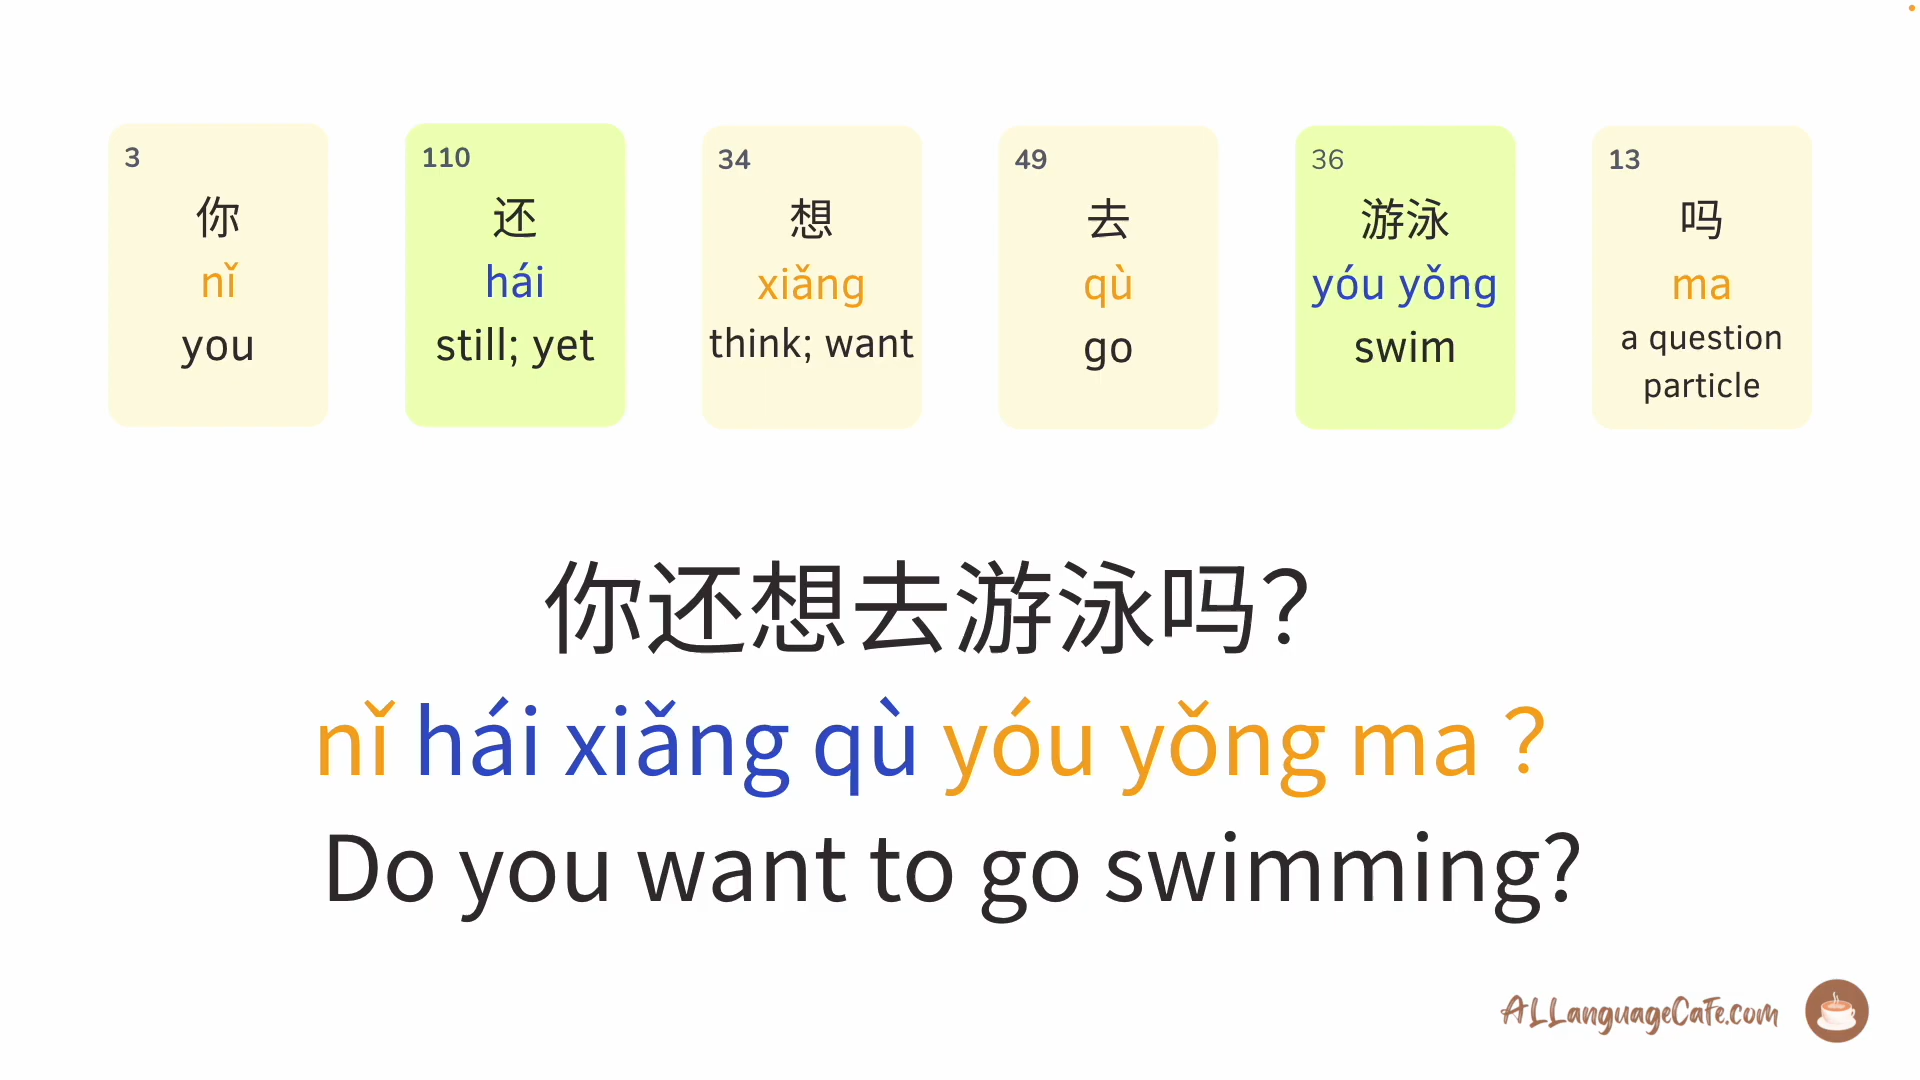 3
你
nǐ
you
110
还
hái
still; yet
34
想
xiǎng
think; want
49
去
qù
go
36
游泳
yóu yǒng
swim
13
吗
ma
a question
particle
你还想去游泳吗?
nǐ hái xiǎng qù yóu yǒng ma ?
Do you want to go swimming?
ALLanguageCafe.com